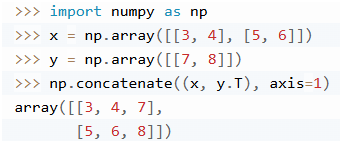 >>> import numpy as np
>>> x = np.array([[3, 4], [5, 6]])
>>> y = np.array([[7, 8]])
>>> np.concatenate((x, y.T), axis=1)
array([[3, 4, 7],
       [5, 6, 8]])